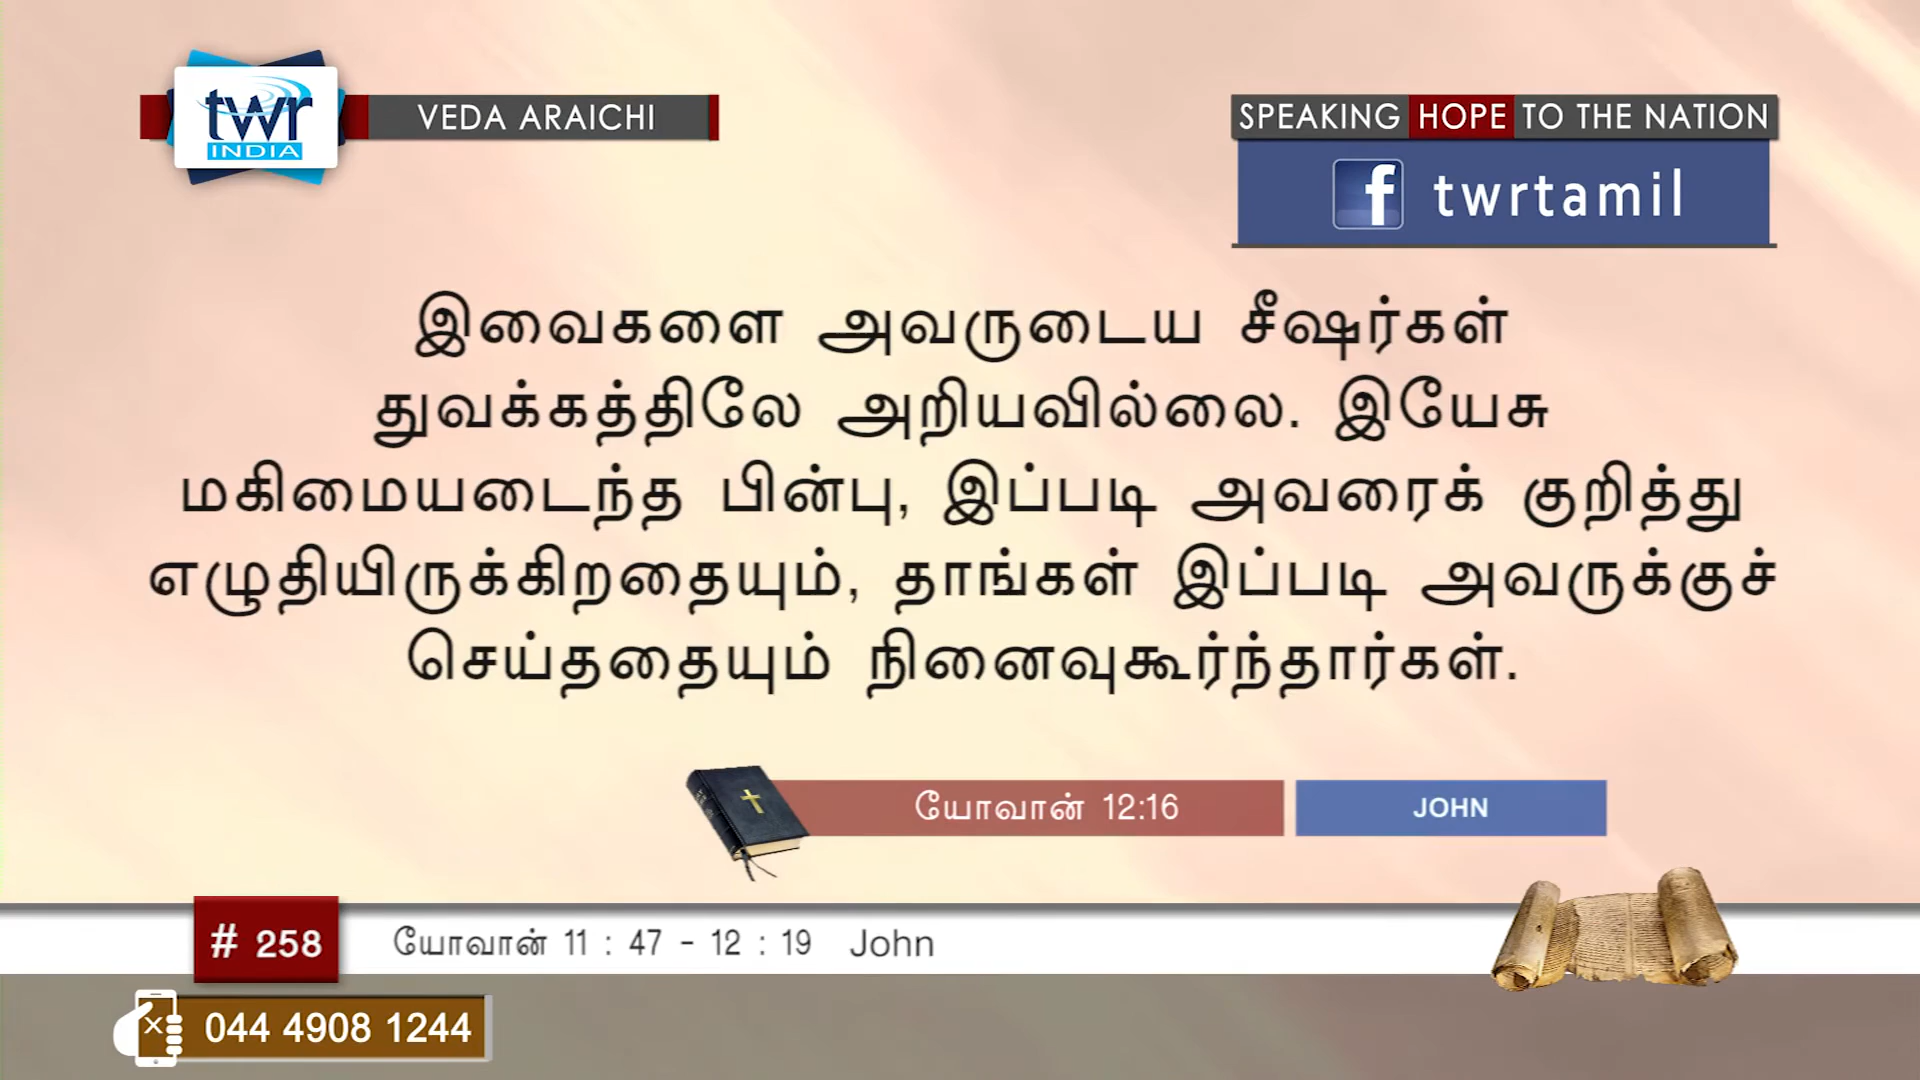 twr
INDIA
VEDA ARAICHI
SPEAKING HOPE TO THE NATION
f twrtamil
இவைகளை அவருடைய சீஷர்கள்
துவக்கத்திலே அறியவில்லை. இயேசு
மகிமையடைந்த பின்பு, இப்படி அவரைக் குறித்து
எழுதியிருக்கிறதையும், தாங்கள் இப்படி அவருக்குச்
செய்ததையும் நினைவுகூர்ந்தார்கள்.
யோவான் 12:16
JOHN
# 258
யோவான் 11 : 47 - 12 : 19 John
044 4908 1244